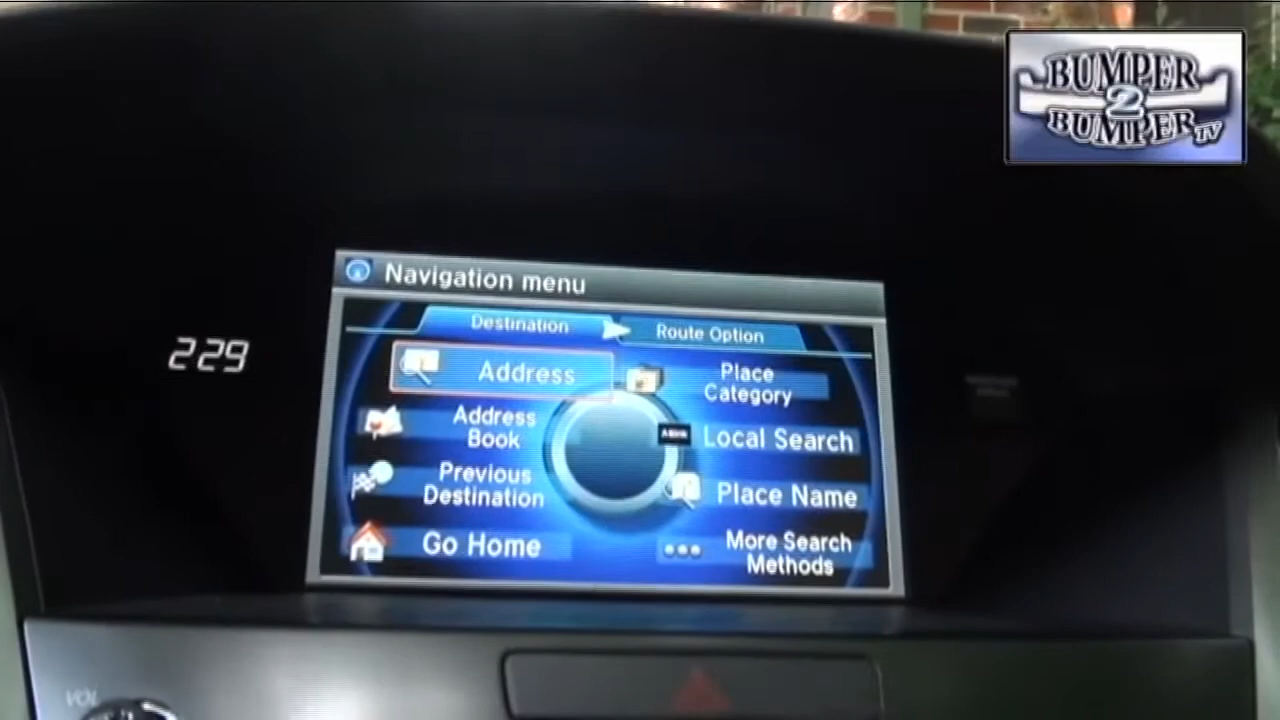 BUMPER
2
BUMPER TV
Navigation menu
Destination
Route Option
229
Address
Place
Category
Address
Book
Local Search
Previous
Destination
Place Name
Go Home
More Search
Methods
VOL